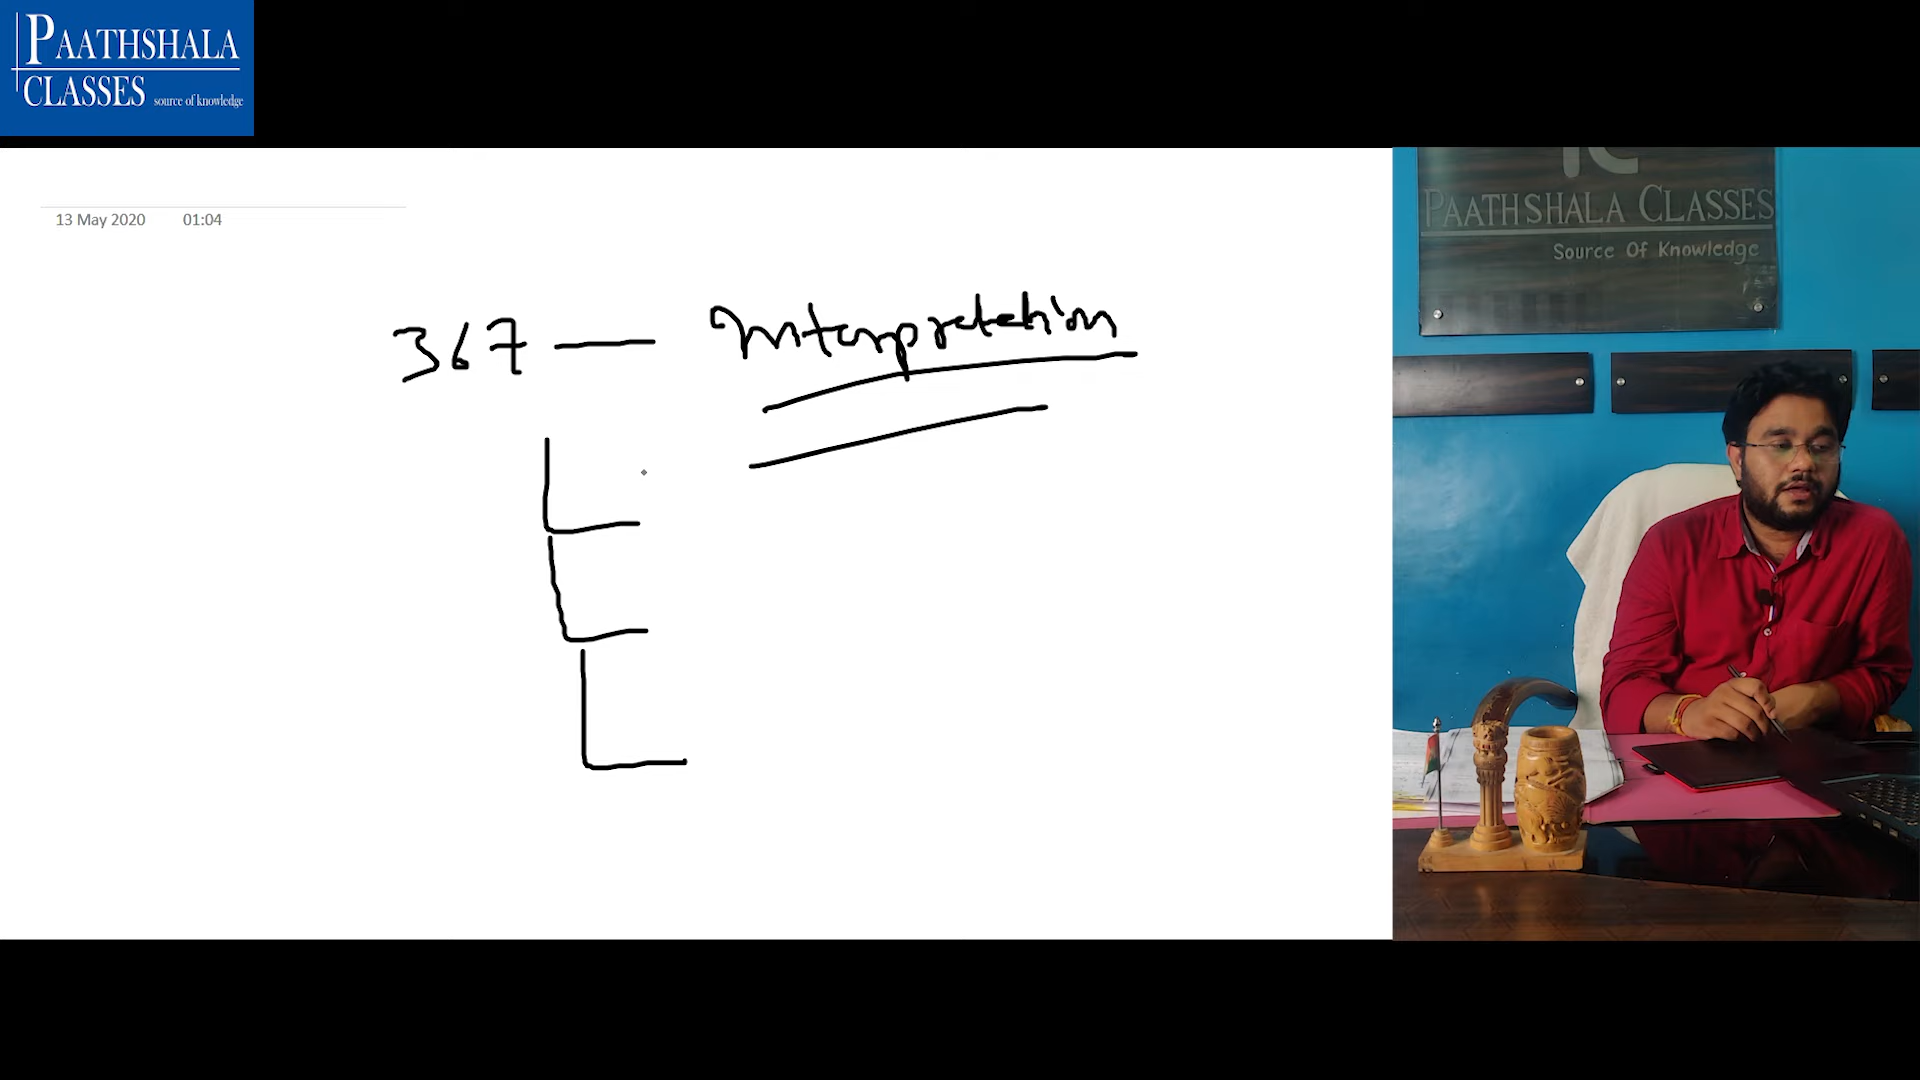 PAATHSHALA
CLASSES source of knowledge
13 May 2020 01:04
367 — Interpretation
PAATHSHALA CLASSES
Source Of Knowledge